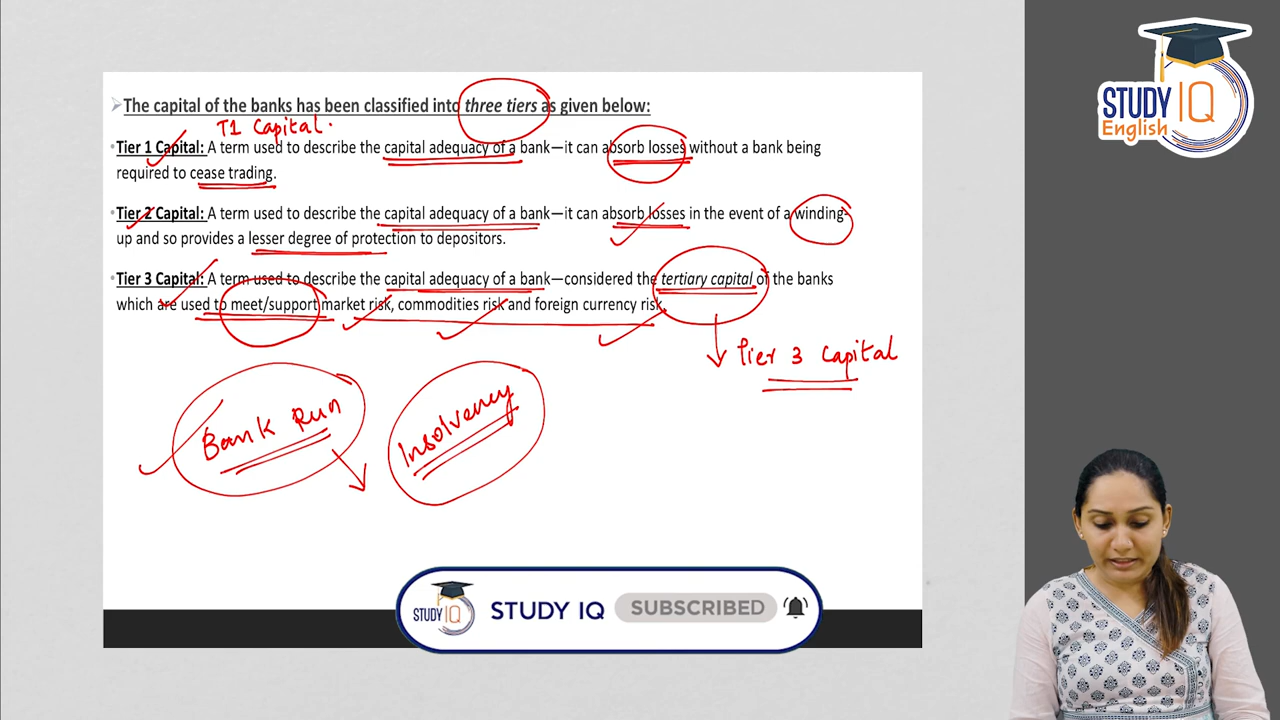 The capital of the banks has been classified into three tiers as given below:
T1 Capital.
Tier 1 Capital: A term used to describe the capital adequacy of a bank—it can absorb losses without a bank being
required to cease trading.
Tier 2 Capital: A term used to describe the capital adequacy of a bank—it can absorb losses in the event of a winding-
up and so provides a lesser degree of protection to depositors.
Tier 3 Capital: A term used to describe the capital adequacy of a bank—considered the tertiary capital of the banks
which are used to meet/support market risk, commodities risk and foreign currency risk.
Tier 3 Capital
Bank Run
Insolvency
STUDY IQ
English
STUDY IQ
STUDY IQ
SUBSCRIBED